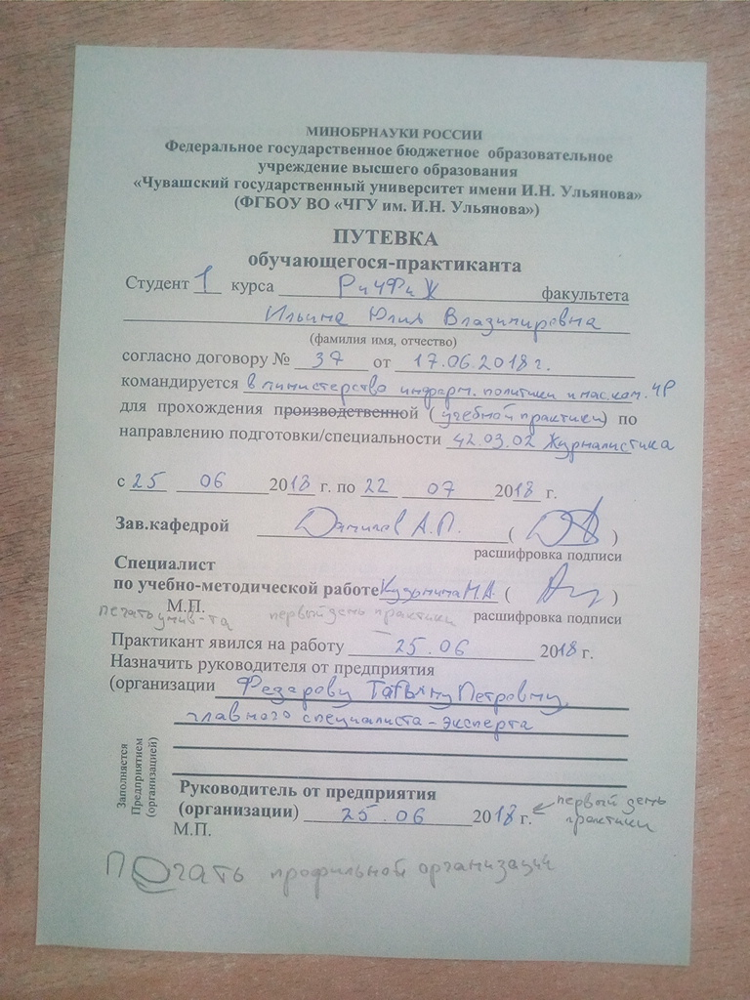 МИНОБРНАУКИ РОССИИ
Федеральное государственное бюджетное образовательное
учреждение высшего образования
«Чувашский государственный университет имени И.Н. Ульянова»
(ФГБОУ ВО «ЧГУ им. И.Н. Ульянова»)
ПУТЕВКА
обучающегося-практиканта
Студент 1 курса РиЧФиЖ факультета
Ильина Юлия Владимировна
(фамилия имя, отчество)
согласно договору № 37 от 17.06.2018 г.
командируется в министерство информ. политики и мас. ком. ЧР
для прохождения производственной (учебной практики) по
направлению подготовки/специальности 42.03.02 Журналистика
с 25 06 2018 г. по 22 07 2018 г.
Зав.кафедрой Данилов А.П. ( )
расшифровка подписи
Специалист
по учебно-методической работе Кузьмина М.А. ( )
М.П. расшифровка подписи
печать унив-та первый день практики
Практикант явился на работу 25.06 2018 г.
Назначить руководителя от предприятия
(организации Федарову Татьяну Петровну,
главного специалиста-эксперта
Заполняется
Предприятием
(организацией)
Руководитель от предприятия
(организации) 25.06 2018 г. первый день
практики
М.П.
Печать профильной организации